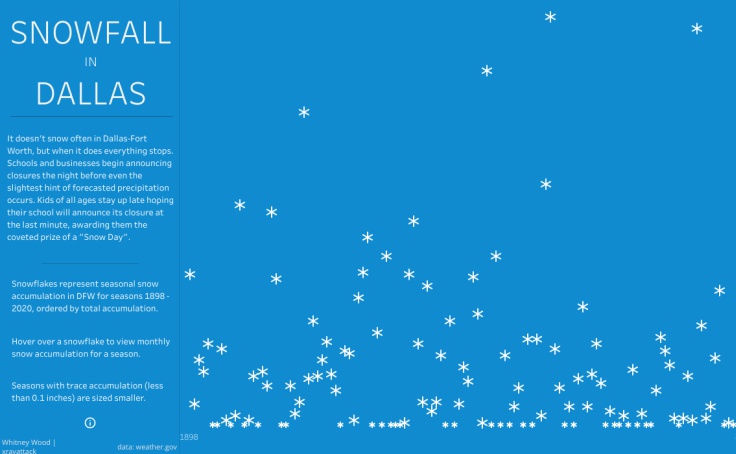 SNOWFALL
IN
DALLAS
It doesn't snow often in Dallas-Fort
Worth, but when it does everything stops.
Schools and businesses begin announcing
closures the night before even the
slightest hint of forecasted precipitation
occurs. Kids of all ages stay up late hoping
their school will announce its closure at
the last minute, awarding them the
coveted prize of a “Snow Day”.
Snowflakes represent seasonal snow
accumulation in DFW for seasons 1898 -
2020, ordered by total accumulation.
Hover over a snowflake to view monthly
snow accumulation for a season.
Seasons with trace accumulation (less
than 0.1 inches) are sized smaller.
Whitney Wood |
xravattack
data: weather.gov
1898